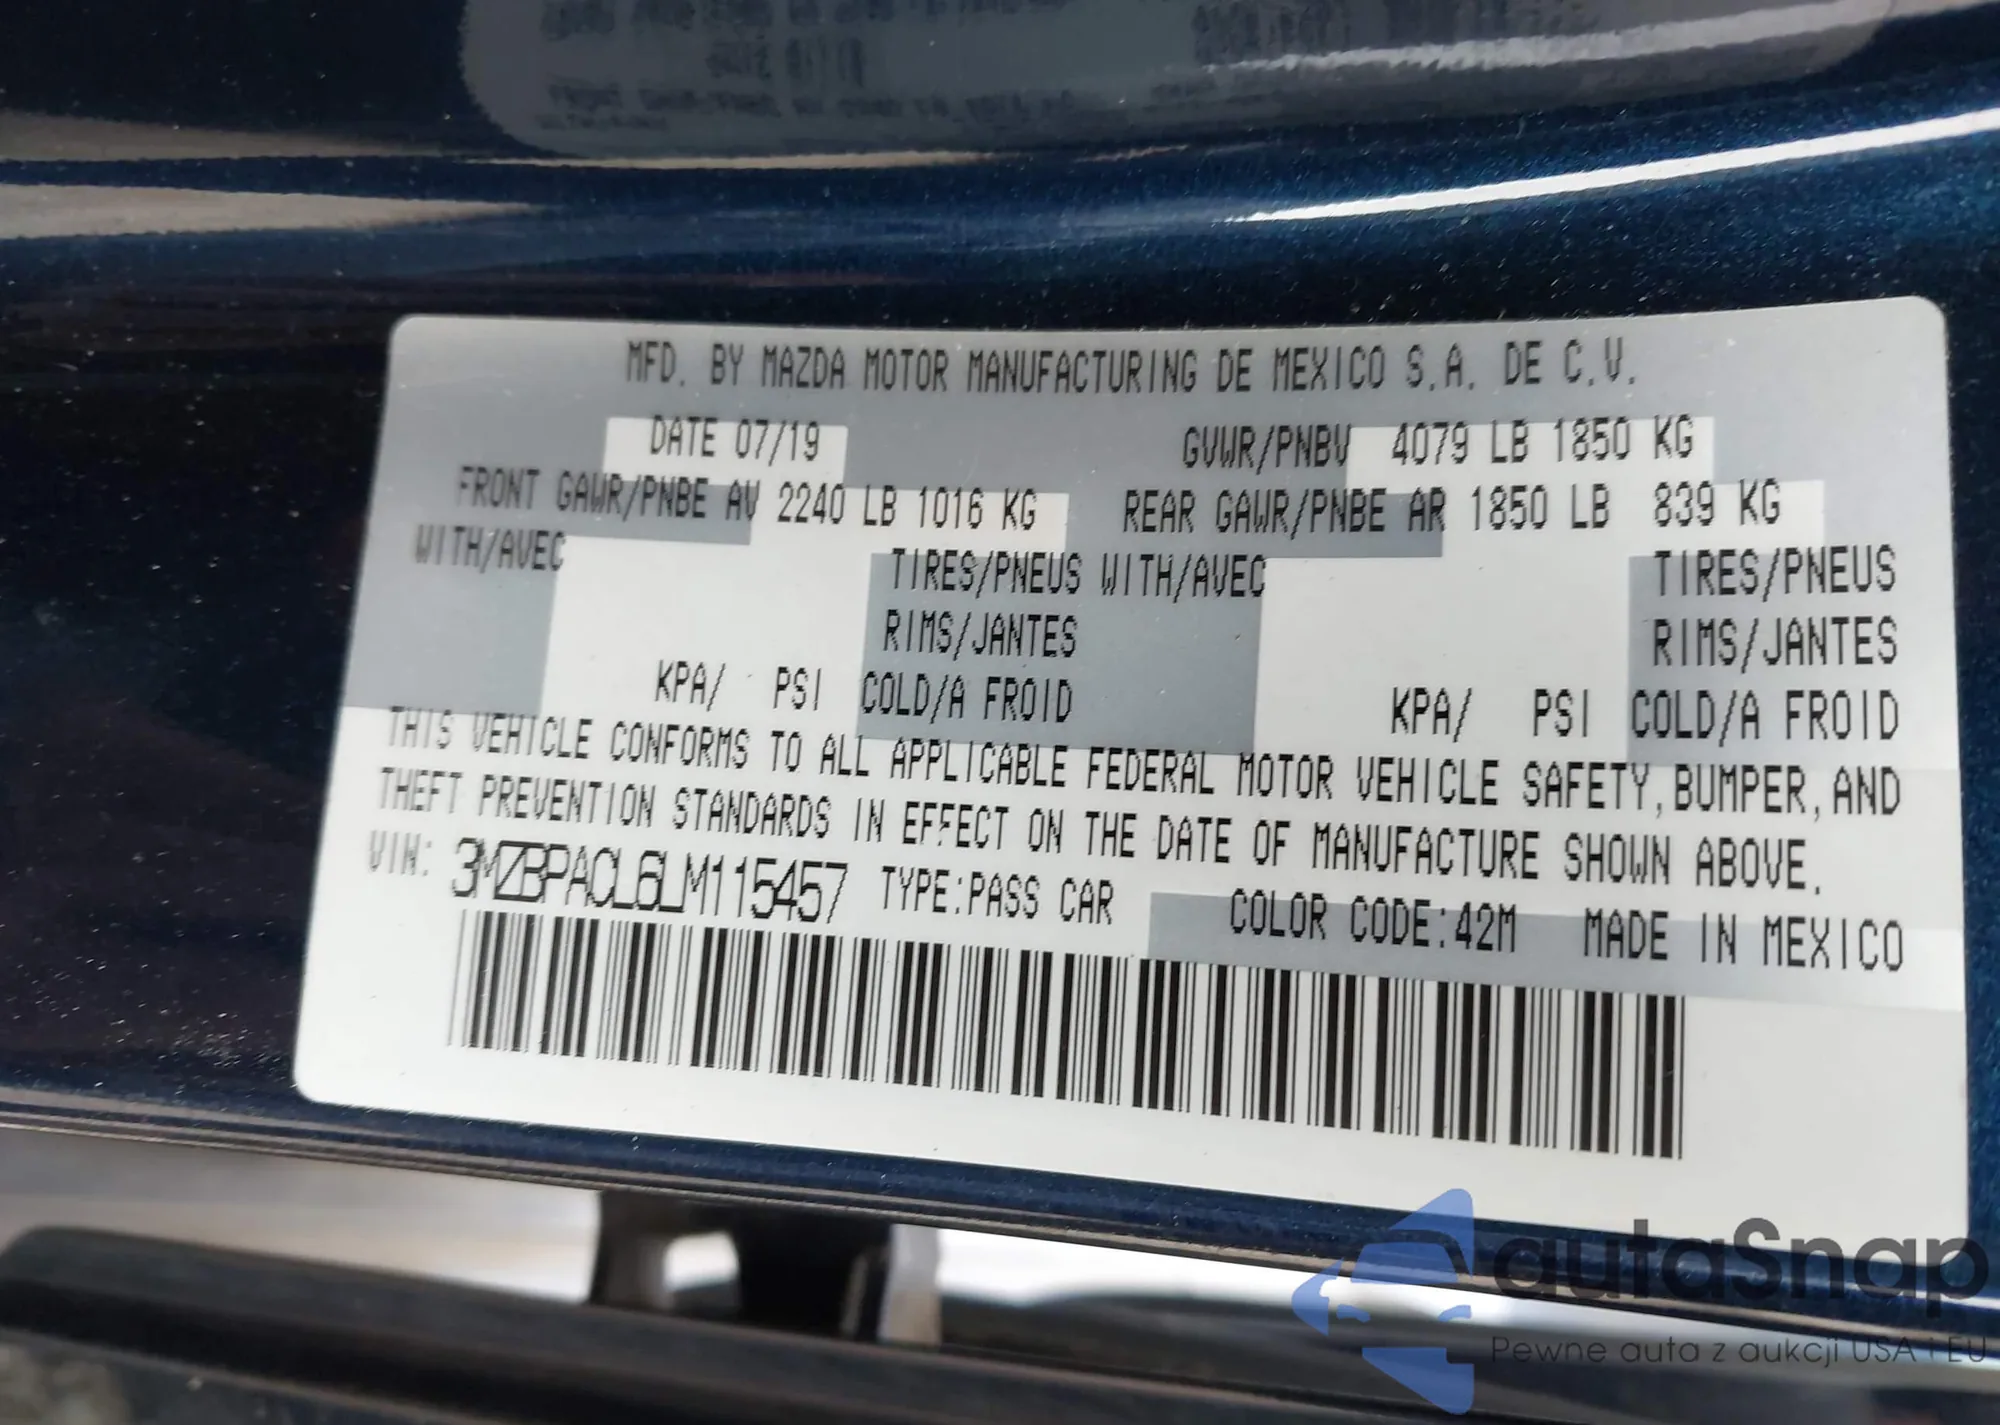 MFD. BY MAZDA MOTOR MANUFACTURING DE MEXICO S.A. DE C.V.
DATE 07/19 GVWR/PNBV 4079 LB 1850 KG
FRONT GAWR/PNBE AV 2240 LB 1016 KG REAR GAWR/PNBE AR 1850 LB 839 KG
WITH/AVEC TIRES/PNEUS WITH/AVEC TIRES/PNEUS
RIMS/JANTES RIMS/JANTES
KPA/ PSI COLD/A FROID KPA/ PSI COLD/A FROID
THIS VEHICLE CONFORMS TO ALL APPLICABLE FEDERAL MOTOR VEHICLE SAFETY, BUMPER, AND
THEFT PREVENTION STANDARDS IN EFFECT ON THE DATE OF MANUFACTURE SHOWN ABOVE.
VIN: 3MZBPACL6LM115457 TYPE:PASS CAR COLOR CODE:42M MADE IN MEXICO
autaSnap
Pewne auta z aukcji USA i EU